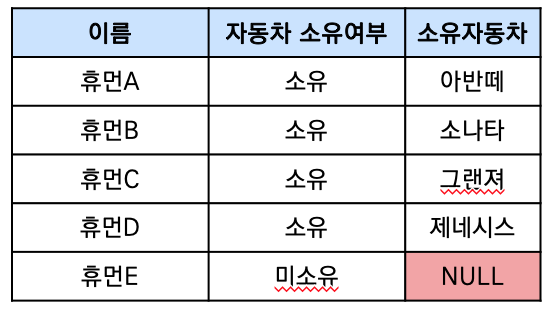 이름 자동차 소유여부 소유자동차
휴먼A 소유 아반떼
휴먼B 소유 소나타
휴먼C 소유 그랜져
휴먼D 소유 제네시스
휴먼E 미소유 NULL